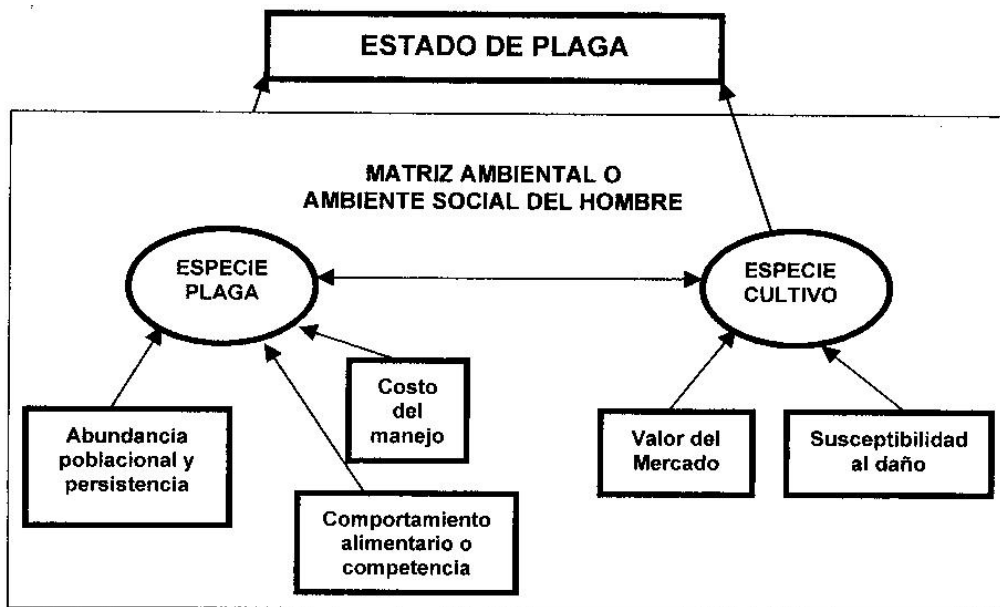 ESTADO DE PLAGA
MATRIZ AMBIENTAL O
AMBIENTE SOCIAL DEL HOMBRE
ESPECIE
PLAGA
ESPECIE
CULTIVO
Abundancia
poblacional y
persistencia
Costo
del
manejo
Comportamiento
alimentario o
competencia
Valor del
Mercado
Susceptibilidad
al daño